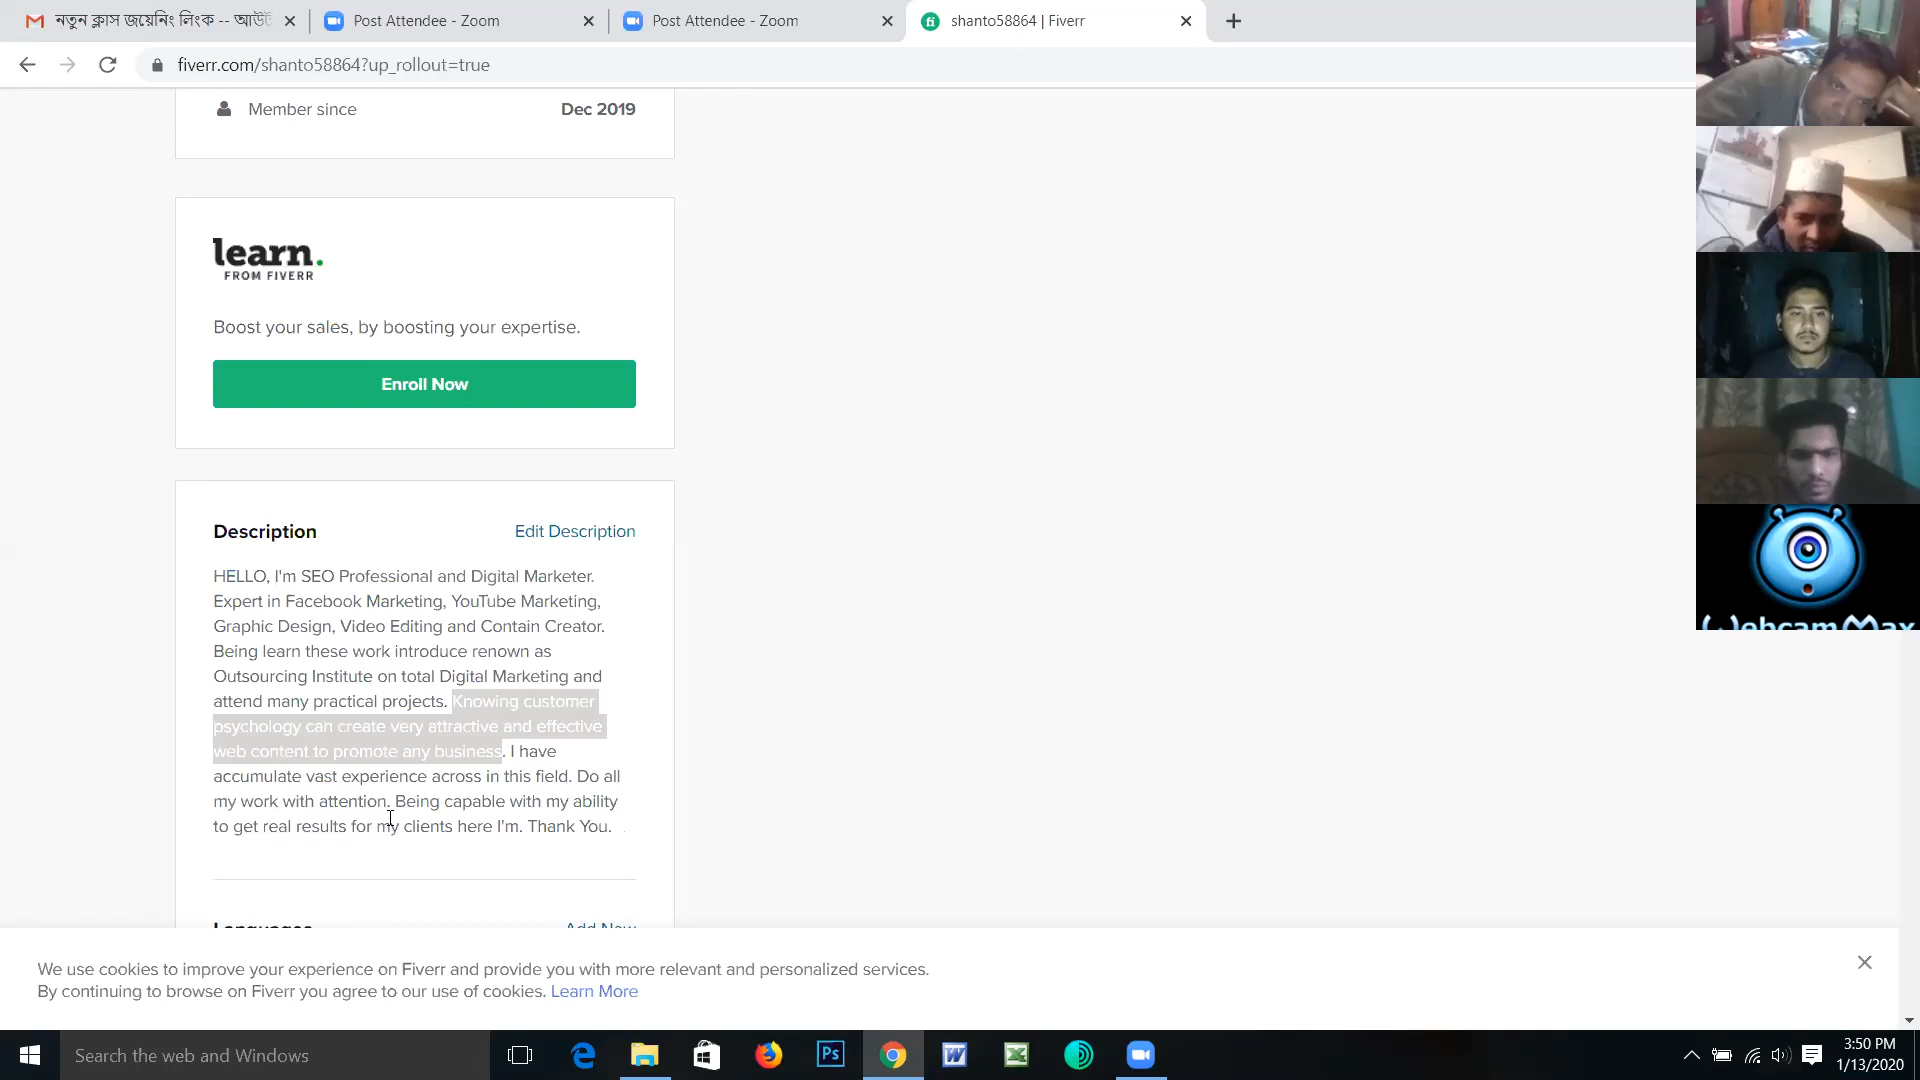 নতুন ক্লাস জয়েনিং লিংক -- আউট
Post Attendee - Zoom
Post Attendee - Zoom
shanto58864 | Fiverr
fiverr.com/shanto58864?up_rollout=true
Member since
Dec 2019
learn.
FROM FIVERR
Boost your sales, by boosting your expertise.
Enroll Now
Description
Edit Description
HELLO, I'm SEO Professional and Digital Marketer.
Expert in Facebook Marketing, YouTube Marketing,
Graphic Design, Video Editing and Contain Creator.
Being learn these work introduce renown as
Outsourcing Institute on total Digital Marketing and
attend many practical projects. Knowing customer
psychology can create very attractive and effective
web content to promote any business. I have
accumulate vast experience across in this field. Do all
my work with attention. Being capable with my ability
to get real results for my clients here I'm. Thank You.
Languages
Add New
WebcamMax
We use cookies to improve your experience on Fiverr and provide you with more relevant and personalized services.
By continuing to browse on Fiverr you agree to our use of cookies. Learn More
Search the web and Windows
Ps
3:50 PM
1/13/2020